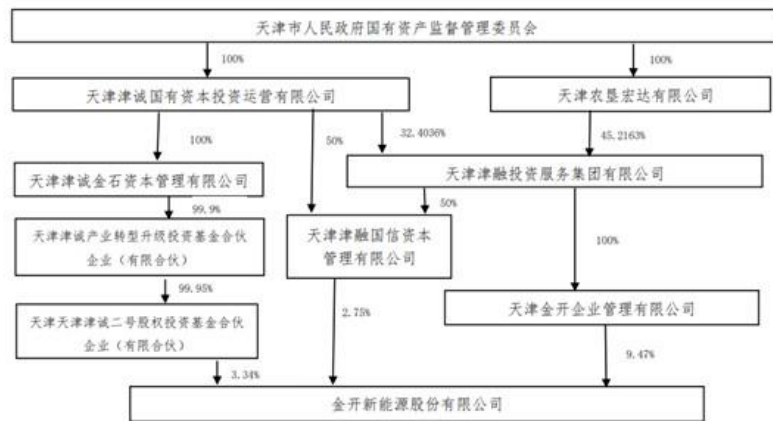 天津市人民政府国有资产监督管理委员会
100%
100%
天津津诚国有资本投资运营有限公司
天津农垦宏达有限公司
100%
50%
32.4036%
45.2163%
天津津诚金石资本管理有限公司
天津津融投资服务集团有限公司
99.9%
50%
天津津诚产业转型升级投资基金合伙
企业（有限合伙）
天津津融国信资本
管理有限公司
100%
99.95%
天津天津津诚二号股权投资基金合伙
企业（有限合伙）
2.75%
天津金开企业管理有限公司
3.34%
9.47%
金开新能源股份有限公司